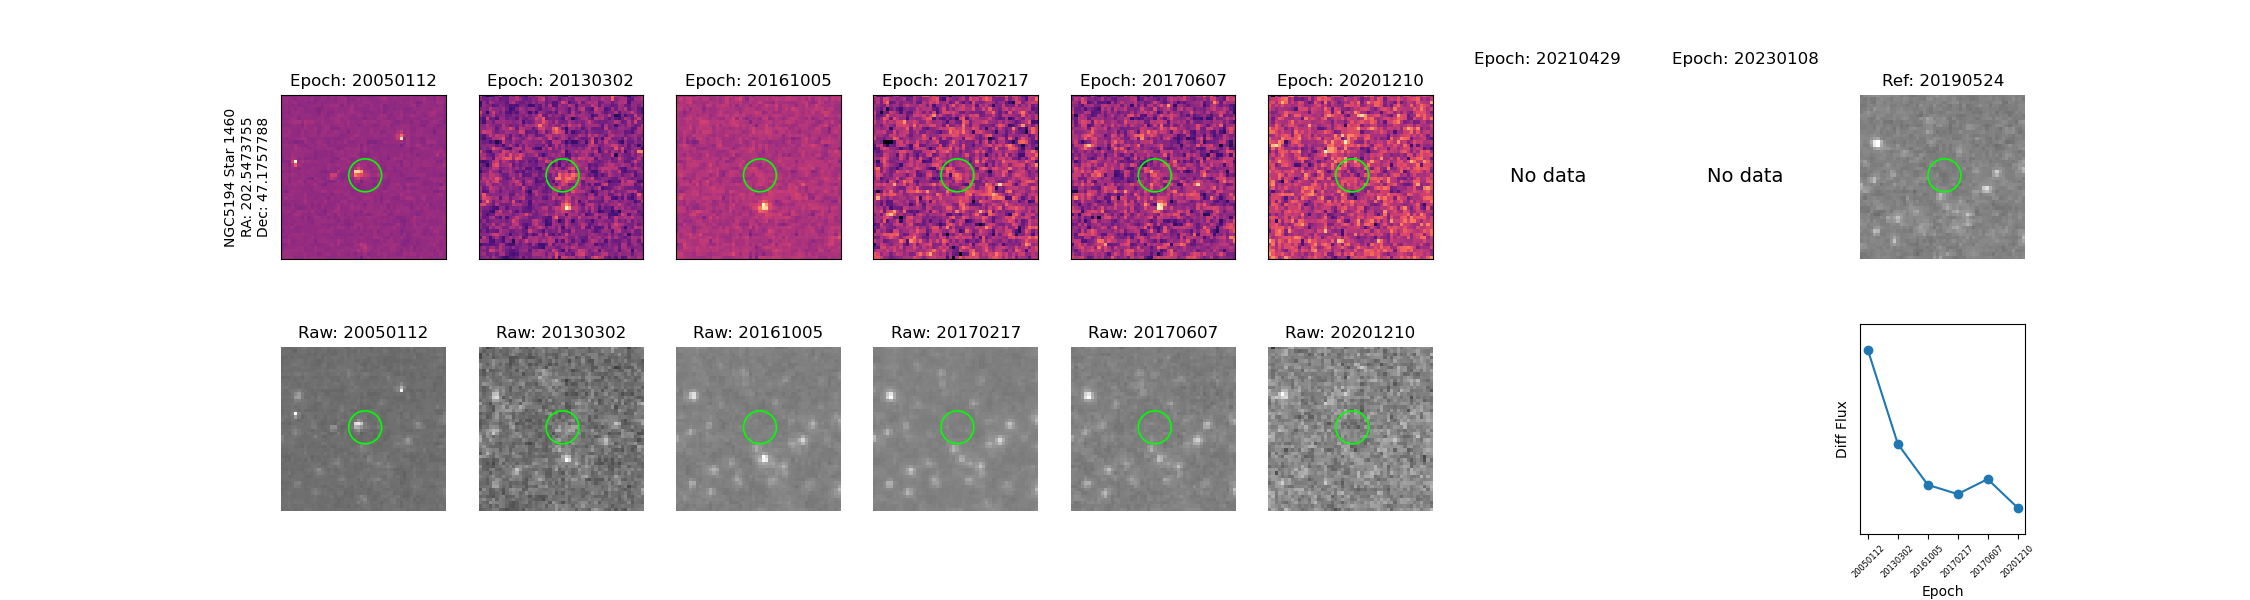 NGC5194 Star 1460
RA: 202.5473755
Dec: 47.1757788
Epoch: 20050112
Epoch: 20130302
Epoch: 20161005
Epoch: 20170217
Epoch: 20170607
Epoch: 20201210
Epoch: 20210429
Epoch: 20230108
Ref: 20190524
No data
No data
Raw: 20050112
Raw: 20130302
Raw: 20161005
Raw: 20170217
Raw: 20170607
Raw: 20201210
Diff Flux
20050112
20130302
20161005
20170217
20170607
20201210
Epoch